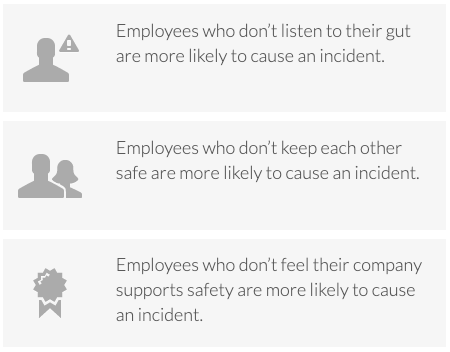 Employees who don’t listen to their gut
are more likely to cause an incident.
Employees who don’t keep each other
safe are more likely to cause an incident.
Employees who don’t feel their company
supports safety are more likely to cause
an incident.